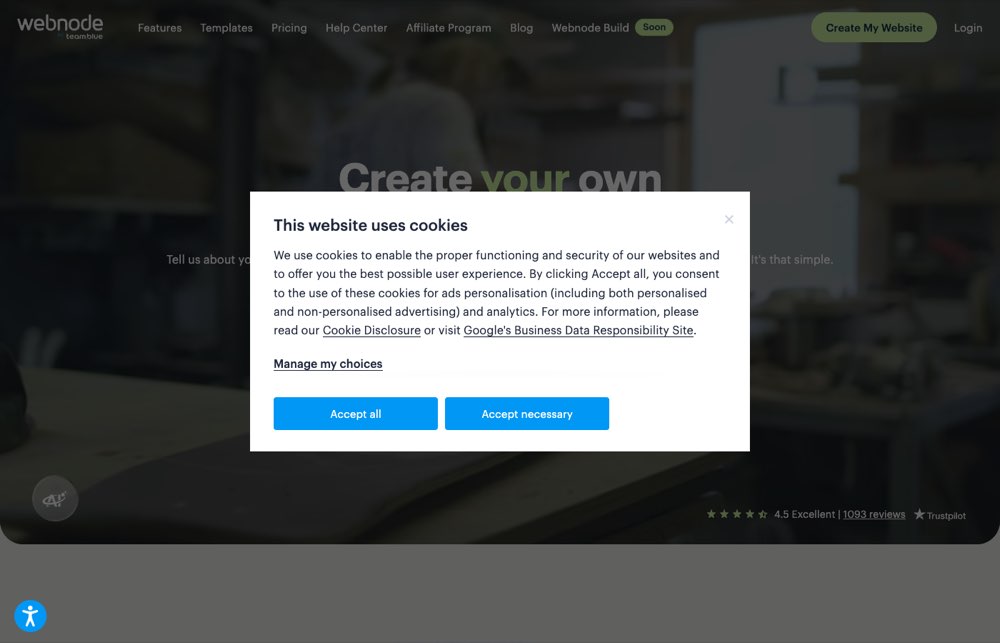 webnode
by team.blue
Features
Templates
Pricing
Help Center
Affiliate Program
Blog
Webnode Build
Soon
Create My Website
Login
Create your own
Tell us about yo
It's that simple.
This website uses cookies
We use cookies to enable the proper functioning and security of our websites and
to offer you the best possible user experience. By clicking Accept all, you consent
to the use of these cookies for ads personalisation (including both personalised
and non-personalised advertising) and analytics. For more information, please
read our Cookie Disclosure or visit Google's Business Data Responsibility Site.
Manage my choices
Accept all
Accept necessary
AI
4.5 Excellent | 1093 reviews
Trustpilot